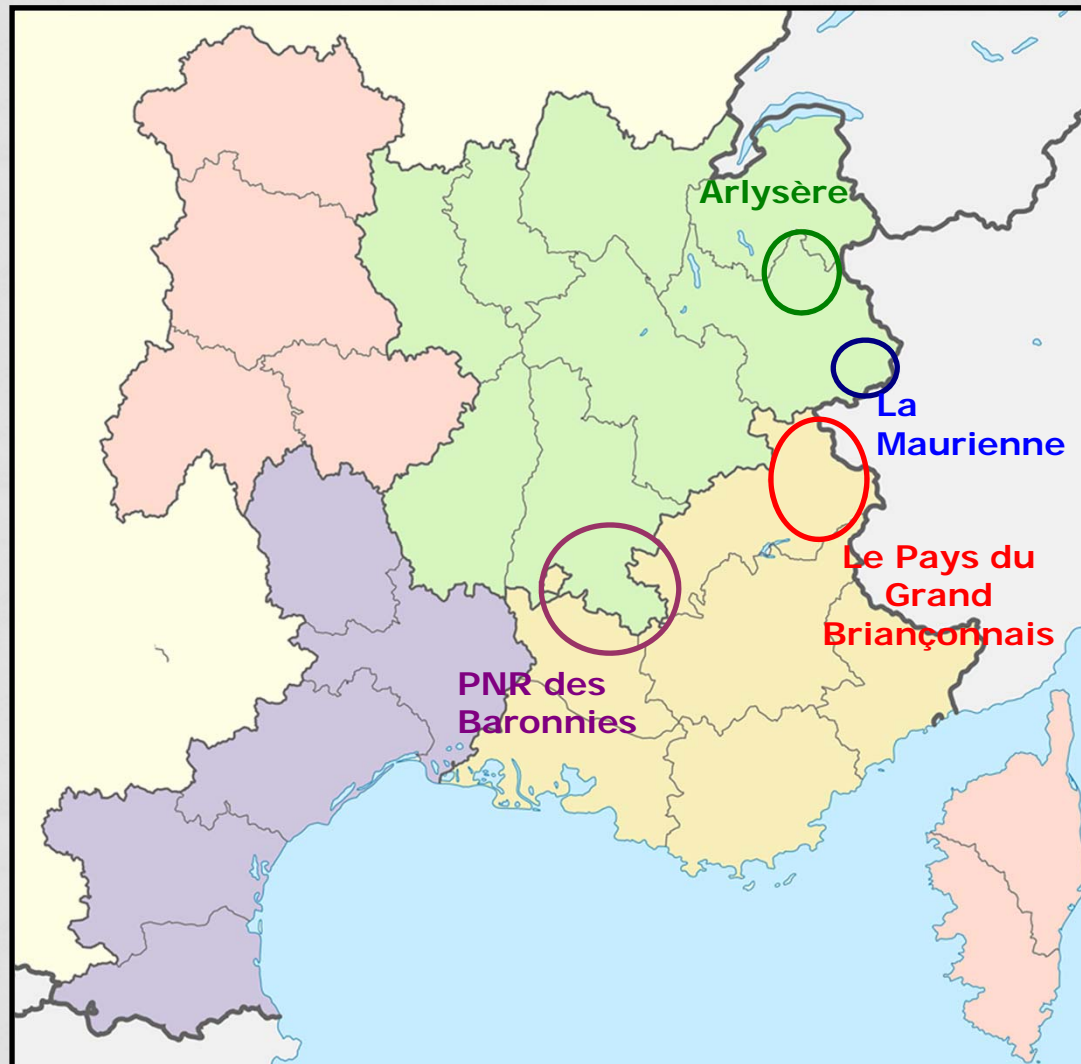 Arlysère
La
Maurienne
Le Pays du
Grand
Briançonnais
PNR des
Baronnies